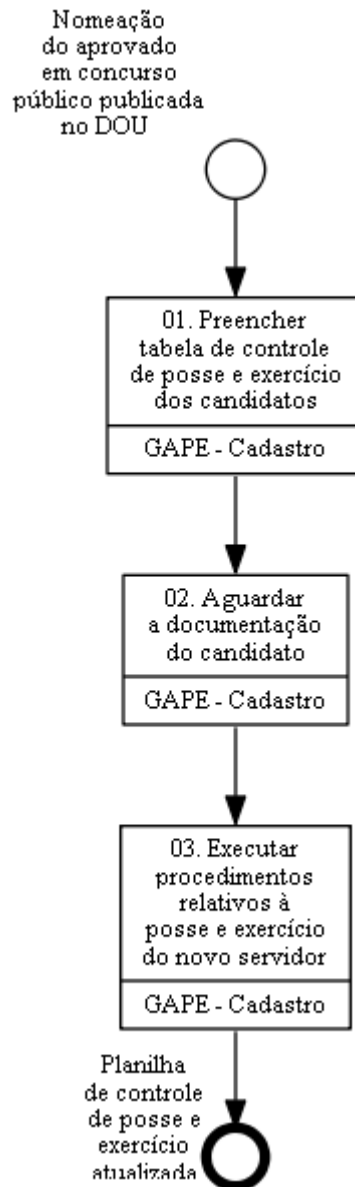 Nomeação
do aprovado
em concurso
público publicada
no DOU
01. Preencher
tabela de controle
de posse e exercício
dos candidatos
GAPE - Cadastro
02. Aguardar
a documentação
do candidato
GAPE - Cadastro
03. Executar
procedimentos
relativos à
posse e exercício
do novo servidor
GAPE - Cadastro
Planilha
de controle
de posse e
exercício
atualizada